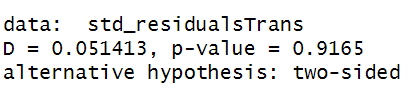 data:  std_residualsTrans
D = 0.051413, p-value = 0.9165
alternative hypothesis: two-sided